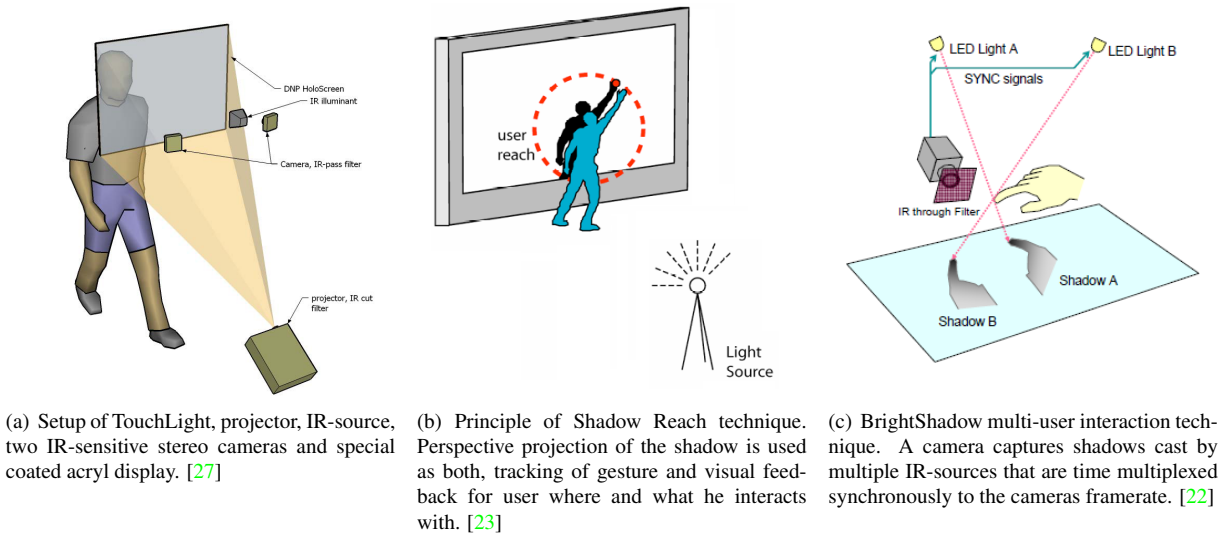 DNP HoloScreen
IR illuminant
Camera, IR-pass filter
projector, IR cut
filter
user
reach
Light
Source
LED Light A
LED Light B
SYNC signals
IR through Filter
Shadow A
Shadow B
(a) Setup of TouchLight, projector, IR-source,
two IR-sensitive stereo cameras and special
coated acryl display. [27]
(b) Principle of Shadow Reach technique.
Perspective projection of the shadow is used
as both, tracking of gesture and visual feed-
back for user where and what he interacts
with. [23]
(c) BrightShadow multi-user interaction tech-
nique. A camera captures shadows cast by
multiple IR-sources that are time multiplexed
synchronously to the cameras framerate. [22]